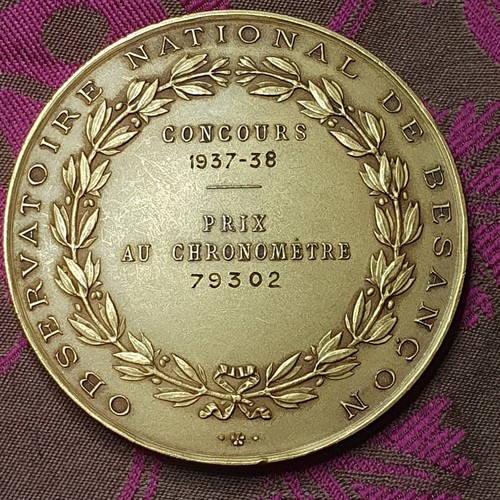 OBSERVATOIRE NATIONAL DE BESANÇON
CONCOURS
1937-38
PRIX
AU CHRONOMÈTRE
79302